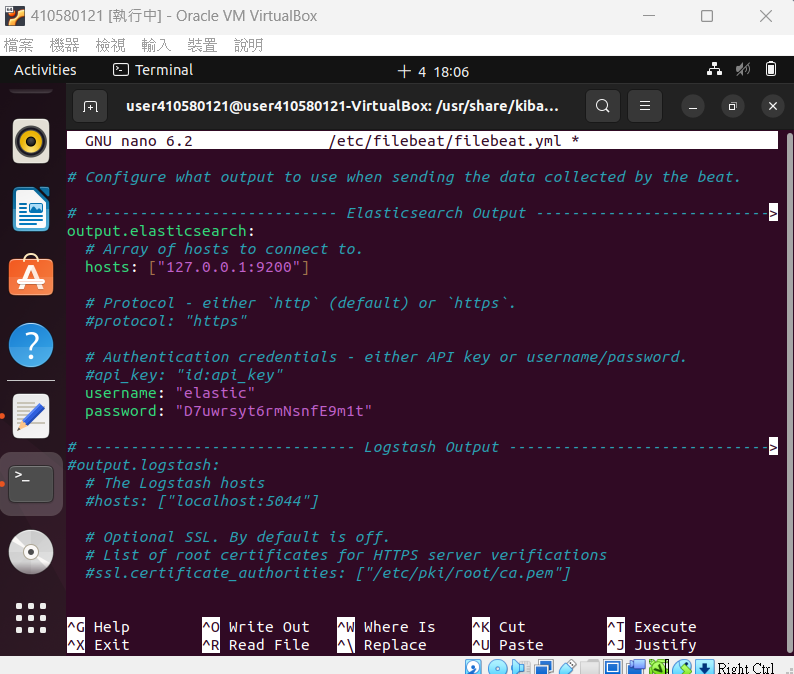 410580121 [執行中] - Oracle VM VirtualBox
檔案 機器 檢視 輸入 裝置 說明
Activities Terminal 4 18:06
user410580121@user410580121-VirtualBox: /usr/share/kiba...
GNU nano 6.2 /etc/filebeat/filebeat.yml *
# Configure what output to use when sending the data collected by the beat.
# ---------------------------- Elasticsearch Output -------------------------->
output.elasticsearch:
# Array of hosts to connect to.
hosts: ["127.0.0.1:9200"]
# Protocol - either `http` (default) or `https`.
#protocol: "https"
# Authentication credentials - either API key or username/password.
#api_key: "id:api_key"
username: "elastic"
password: "D7uwrsyt6rmNsnfE9m1t"
# ------------------------------ Logstash Output ----------------------------->
#output.logstash:
# The Logstash hosts
#hosts: ["localhost:5044"]
# Optional SSL. By default is off.
# List of root certificates for HTTPS server verifications
#ssl.certificate_authorities: ["/etc/pki/root/ca.pem"]
^G Help ^O Write Out ^W Where Is ^K Cut ^T Execute
^X Exit ^R Read File ^\ Replace ^U Paste ^J Justify
Right Ctrl